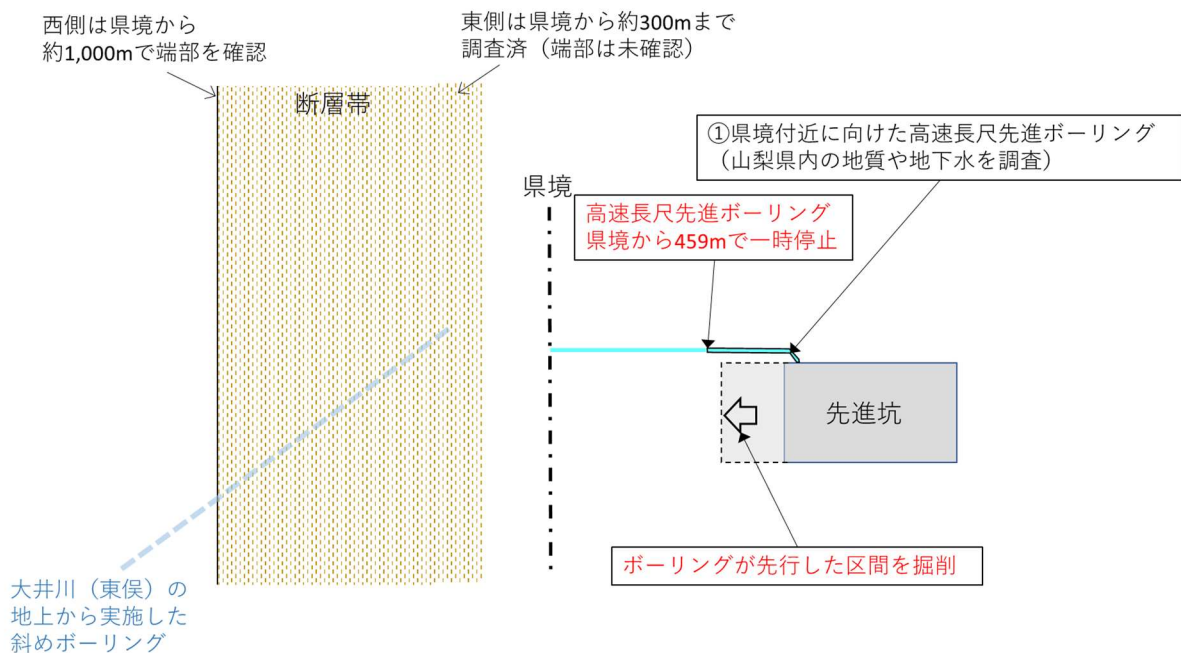 西側は県境から
約1,000mで端部を確認
東側は県境から約300mまで
調査済（端部は未確認）
断層帯
①県境付近に向けた高速長尺先進ボーリング
（山梨県内の地質や地下水を調査）
県境
高速長尺先進ボーリング
県境から459mで一時停止
先進坑
ボーリングが先行した区間を掘削
大井川（東俣）の
地上から実施した
斜めボーリング